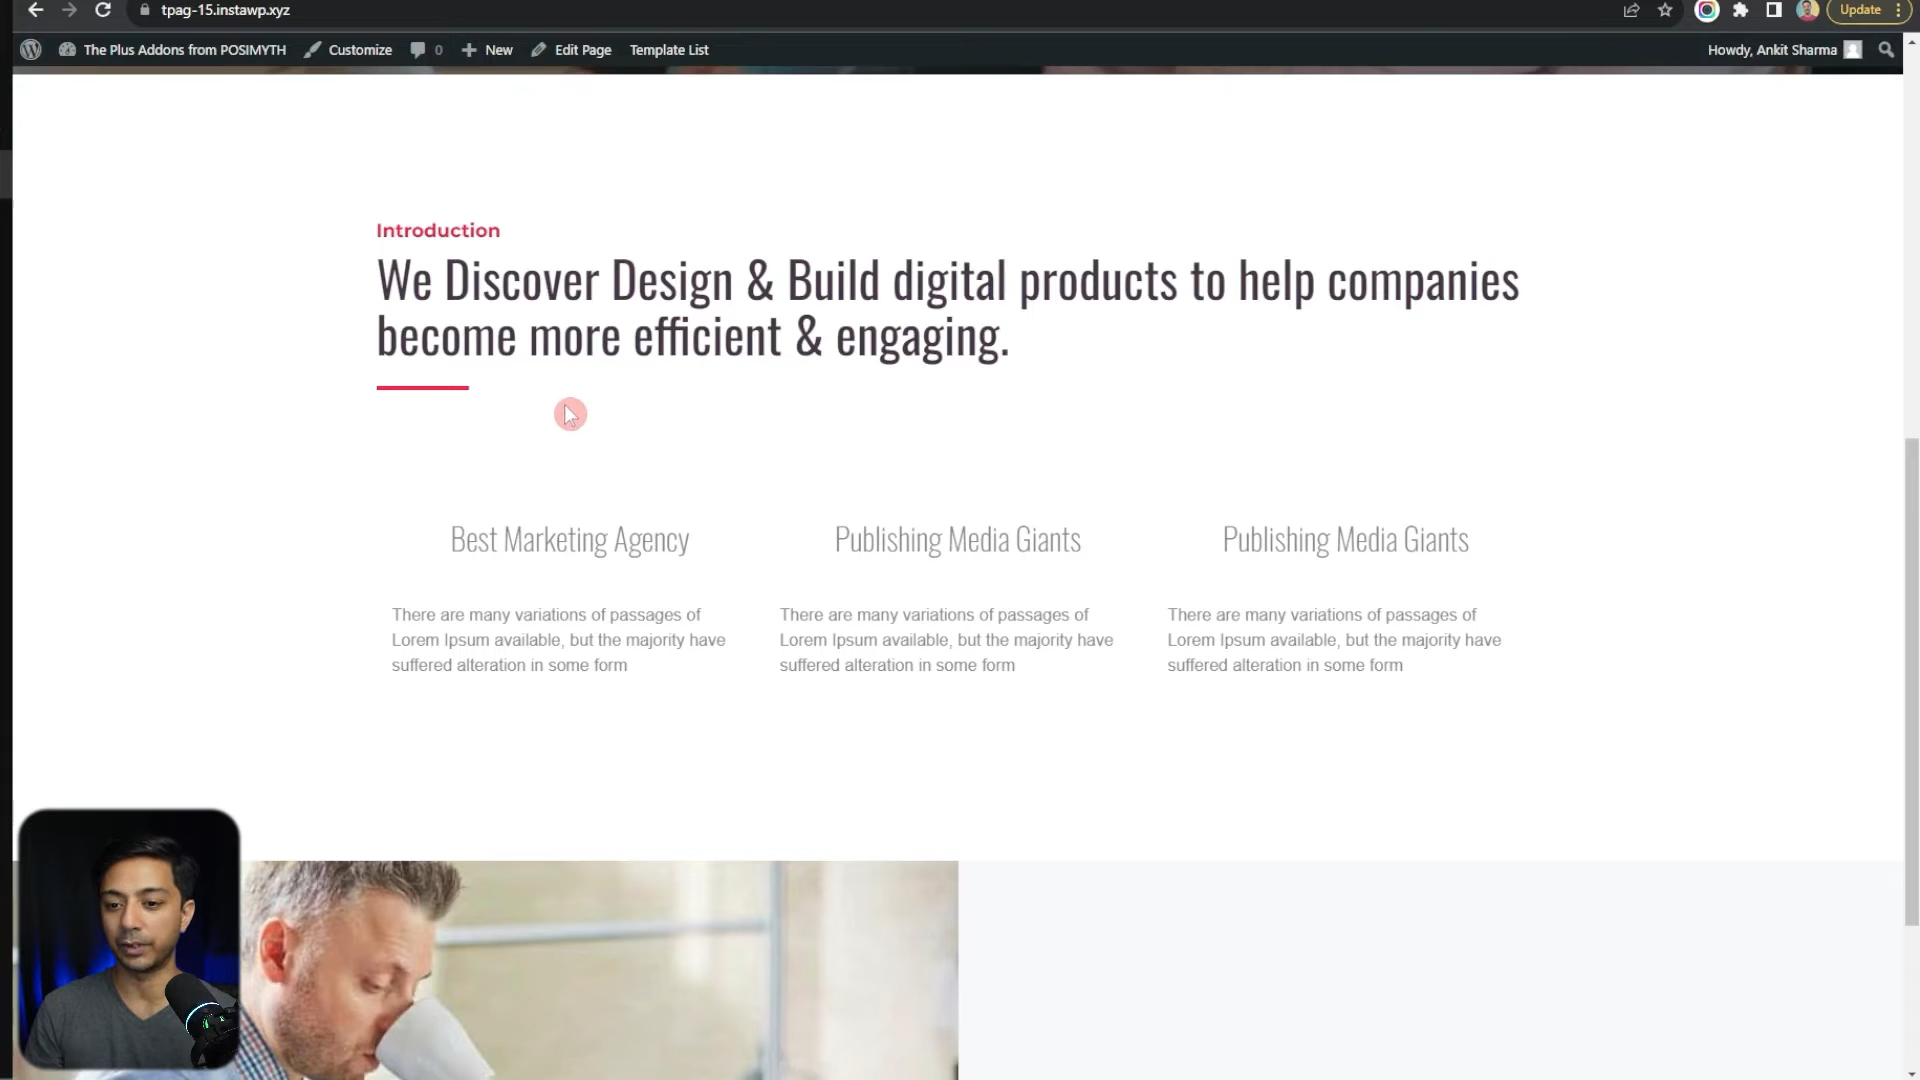 tpag-15.instawp.xyz
Update
The Plus Addons from POSIMYTH
Customize
0
New
Edit Page
Template List
Howdy, Ankit Sharma
Introduction
We Discover Design & Build digital products to help companies
become more efficient & engaging.
Best Marketing Agency
There are many variations of passages of
Lorem Ipsum available, but the majority have
suffered alteration in some form
Publishing Media Giants
There are many variations of passages of
Lorem Ipsum available, but the majority have
suffered alteration in some form
Publishing Media Giants
There are many variations of passages of
Lorem Ipsum available, but the majority have
suffered alteration in some form